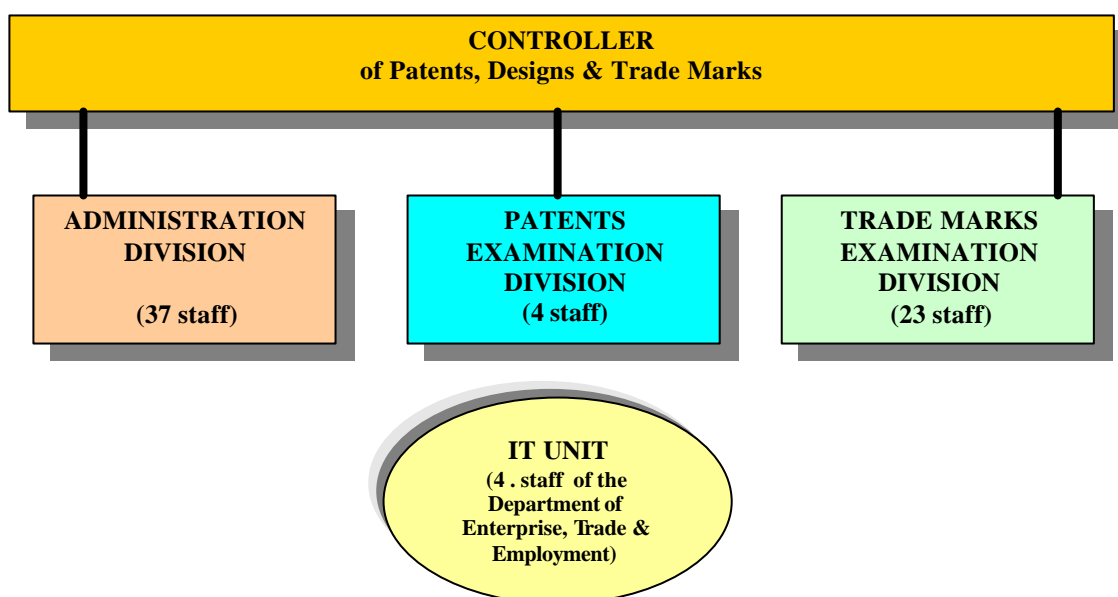 CONTROLLER
of Patents, Designs & Trade Marks
ADMINISTRATION
DIVISION
(37 staff)
PATENTS
EXAMINATION
DIVISION
(4 staff)
TRADE MARKS
EXAMINATION
DIVISION
(23 staff)
IT UNIT
(4 . staff of the
Department of
Enterprise, Trade &
Employment)